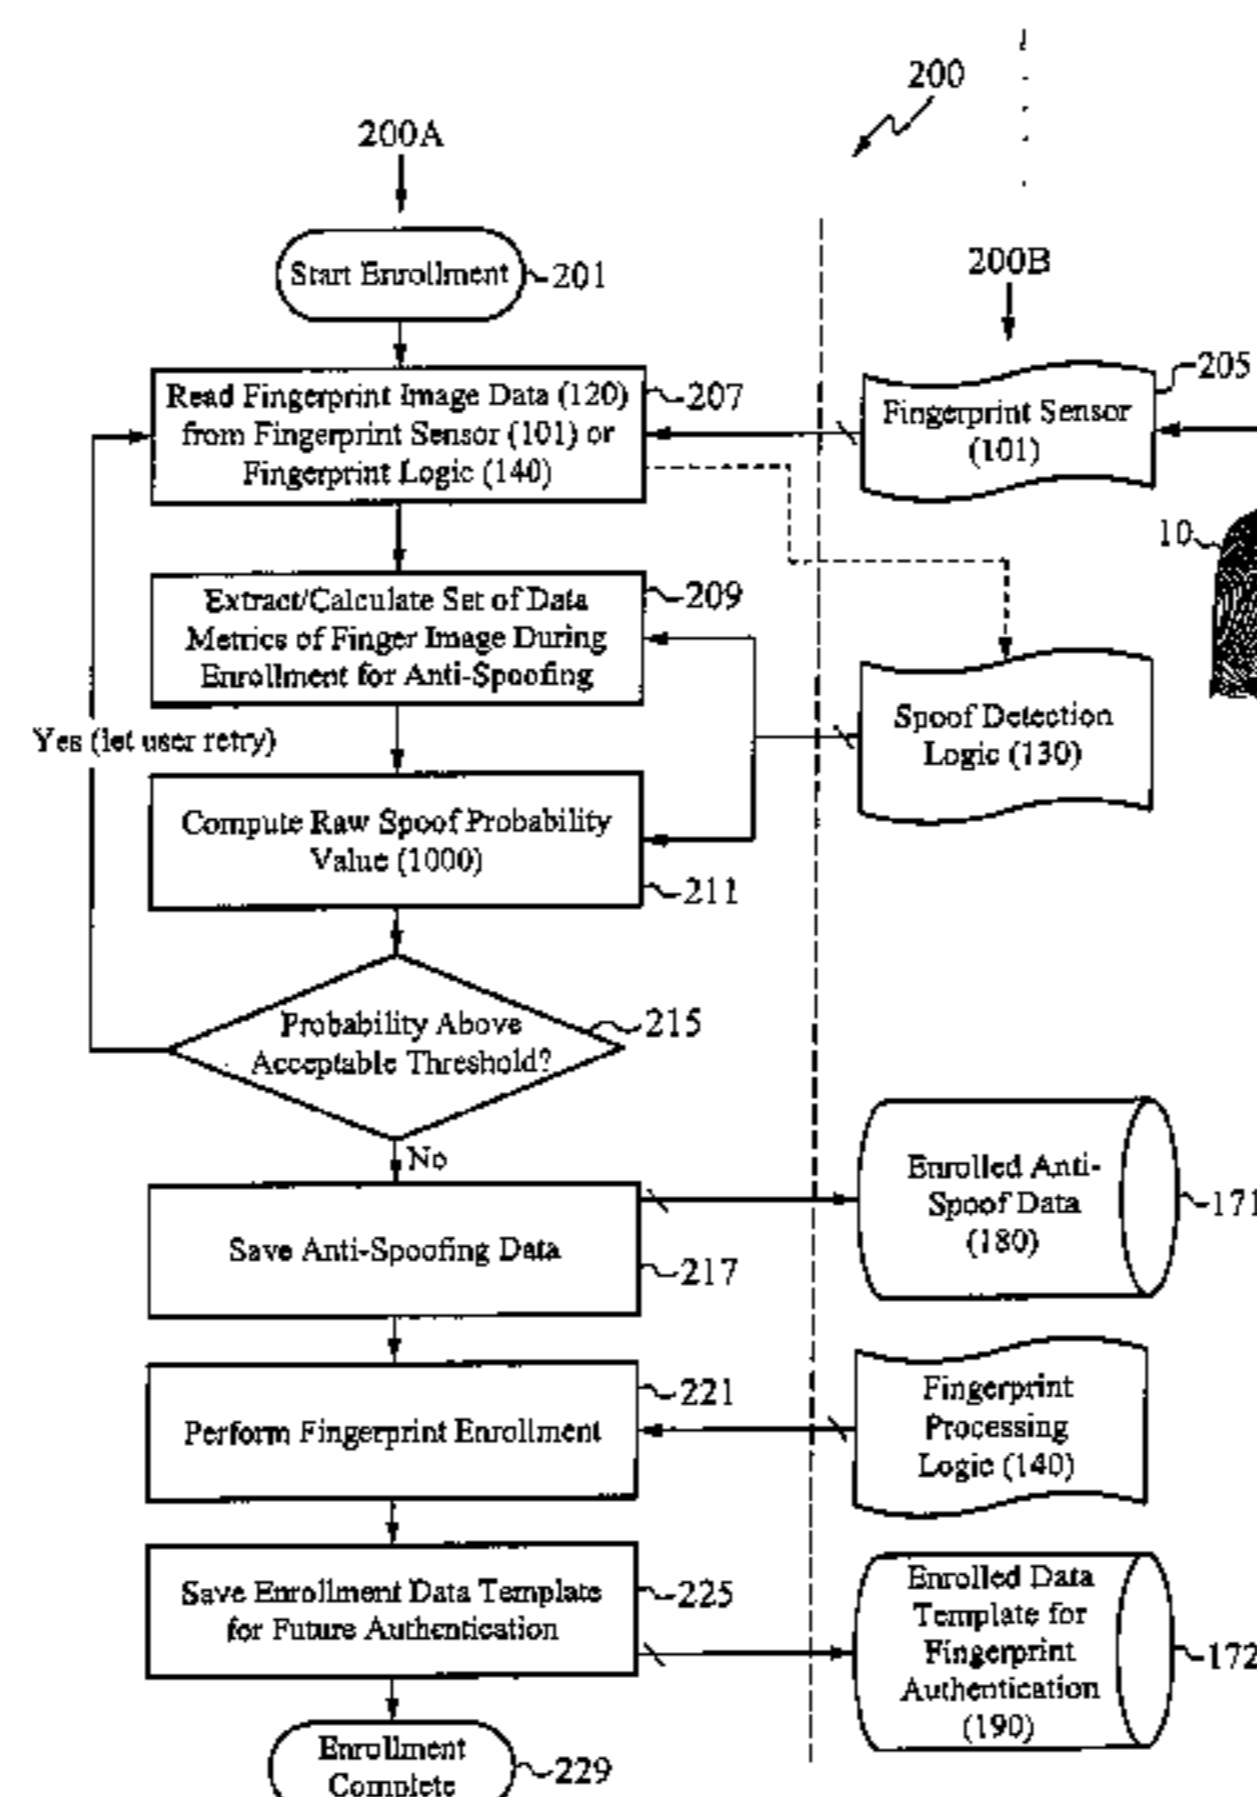 200
200A
Start Enrollment
201
200B
Read Fingerprint Image Data (120)
from Fingerprint Sensor (101) or
Fingerprint Logic (140)
207
Fingerprint Sensor
(101)
205
10
Extract/Calculate Set of Data
Metrics of Finger Image During
Enrollment for Anti-Spoofing
209
Spoof Detection
Logic (130)
Yes (let user retry)
Compute Raw Spoof Probability
Value (1000)
211
Probability Above
Acceptable Threshold?
215
No
Save Anti-Spoofing Data
217
Enrolled Anti-
Spoof Data
(180)
171
Perform Fingerprint Enrollment
221
Fingerprint
Processing
Logic (140)
Save Enrollment Data Template
for Future Authentication
225
Enrolled Data
Template for
Fingerprint
Authentication
(190)
172
Enrollment
Complete
229